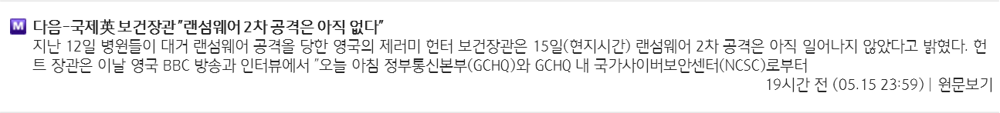 M 다음-국제英 보건장관 "랜섬웨어 2차 공격은 아직 없다"
지난 12일 병원들이 대거 랜섬웨어 공격을 당한 영국의 제러미 헌터 보건장관은 15일(현지시간) 랜섬웨어 2차 공격은 아직 일어나지 않았다고 밝혔다. 헌
트 장관은 이날 영국 BBC 방송과 인터뷰에서 "오늘 아침 정부통신본부(GCHQ)와 GCHQ 내 국가사이버보안센터(NCSC)로부터
19시간 전 (05.15 23:59) | 원문보기